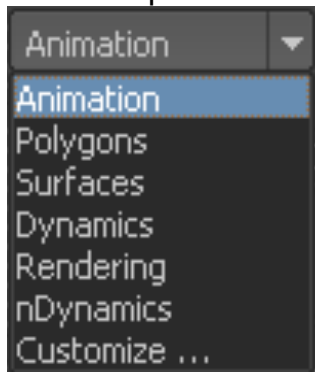 Animation
Animation
Polygons
Surfaces
Dynamics
Rendering
nDynamics
Customize ...